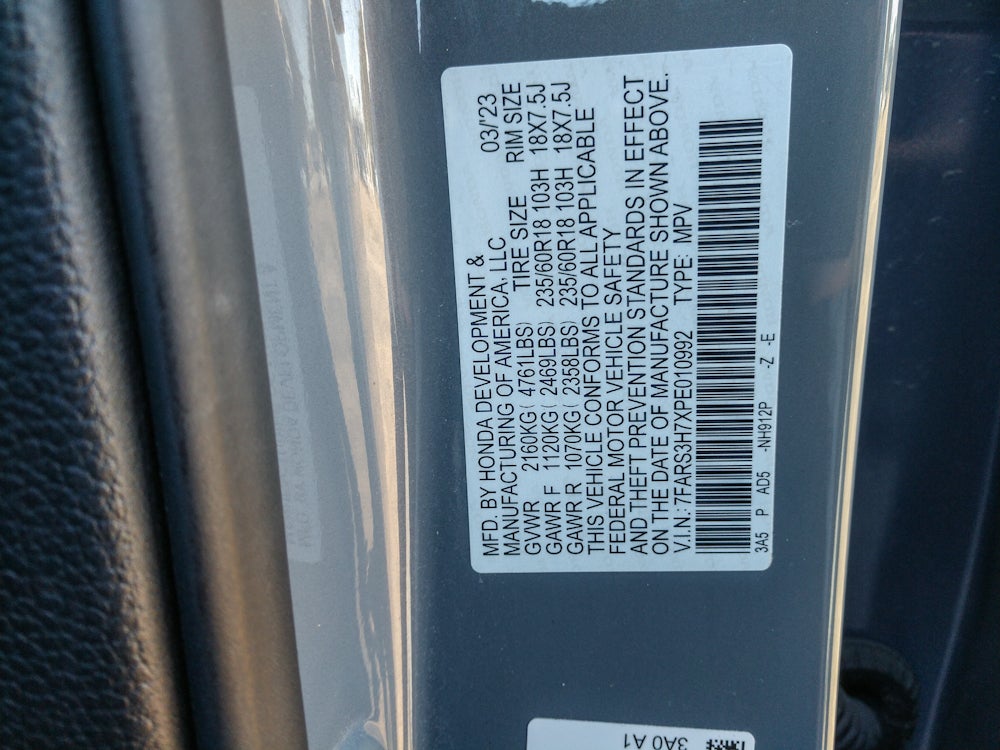 MFD. BY HONDA DEVELOPMENT &
MANUFACTURING OF AMERICA, LLC 03/'23
TIRE SIZE RIM SIZE
GVWR 2160KG( 4761LBS)
GAWR F 1120KG( 2469LBS) 235/60R18 103H 18X7.5J
GAWR R 1070KG( 2358LBS) 235/60R18 103H 18X7.5J
THIS VEHICLE CONFORMS TO ALL APPLICABLE
FEDERAL MOTOR VEHICLE SAFETY
AND THEFT PREVENTION STANDARDS IN EFFECT
ON THE DATE OF MANUFACTURE SHOWN ABOVE.
V.I.N.: 7FARS3H7XPE010992 TYPE: MPV
3A5 P AD5 -NH912P -Z -E
3A0 A1